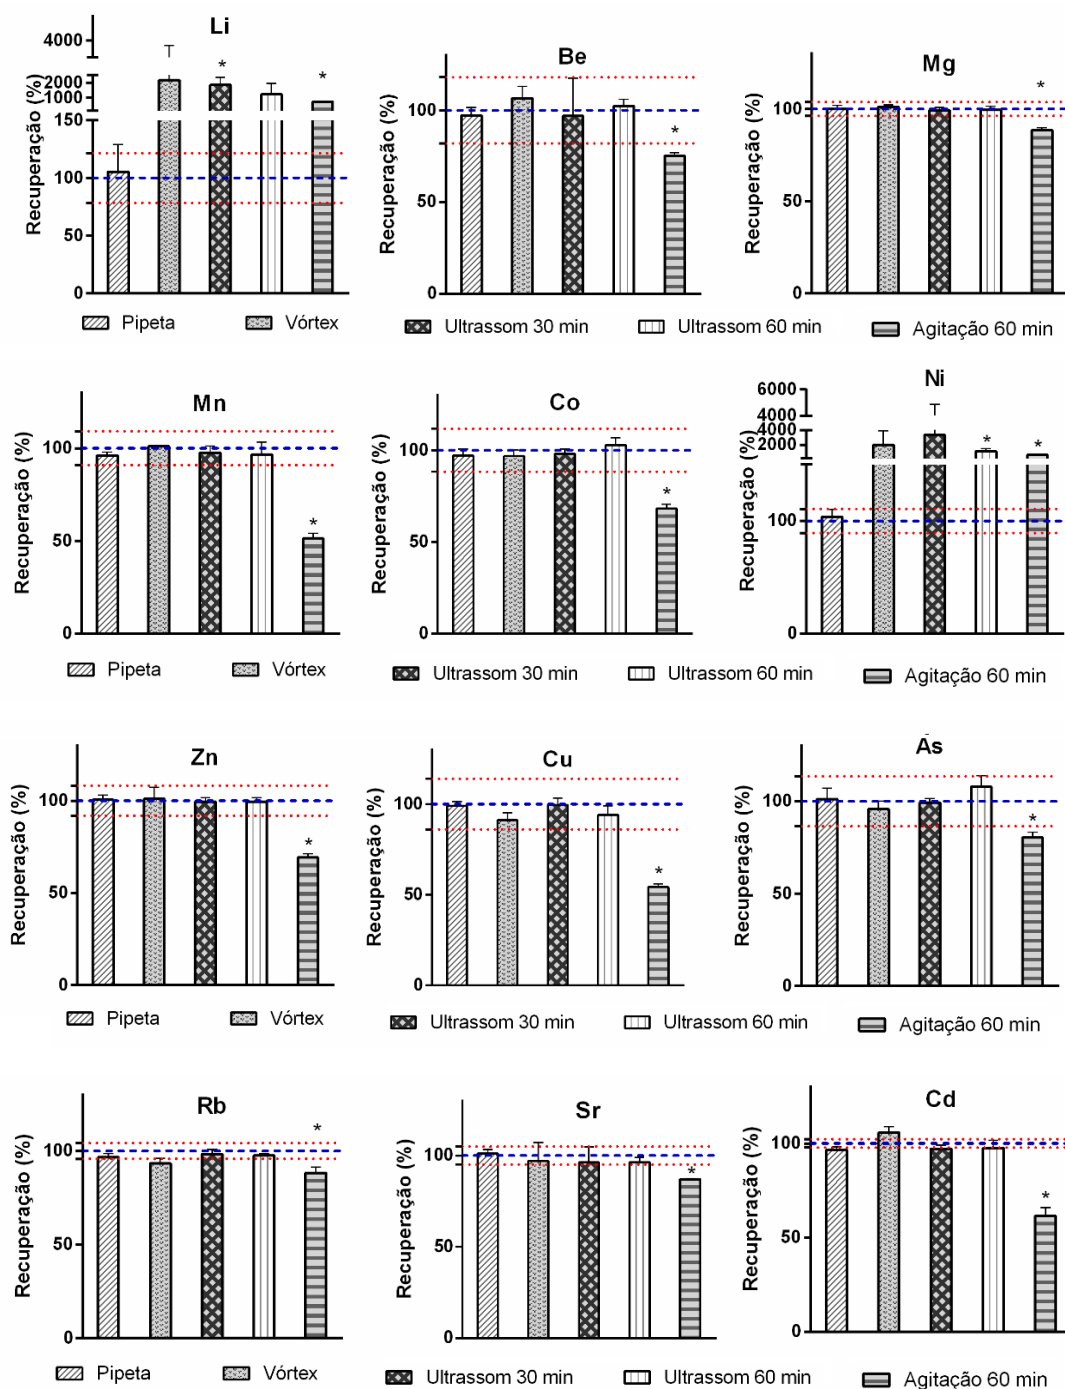 Li
Recuperação (%)
4000
2000
1000
150
100
50
0
*
*
Be
Recuperação (%)
100
50
0
*
Mg
Recuperação (%)
100
50
0
*
Pipeta Vórtex Ultrassom 30 min Ultrassom 60 min Agitação 60 min
Mn
Recuperação (%)
100
50
0
*
Co
Recuperação (%)
100
50
0
*
Ni
Recuperação (%)
6000
4000
2000
100
0
*
*
Pipeta Vórtex Ultrassom 30 min Ultrassom 60 min Agitação 60 min
Zn
Recuperação (%)
100
50
0
*
Cu
Recuperação (%)
100
50
0
*
As
Recuperação (%)
100
50
0
*
Pipeta Vórtex Ultrassom 30 min Ultrassom 60 min Agitação 60 min
Rb
Recuperação (%)
100
50
0
*
Sr
Recuperação (%)
100
50
0
*
Cd
Recuperação (%)
100
50
0
*
Pipeta Vórtex Ultrassom 30 min Ultrassom 60 min Agitação 60 min